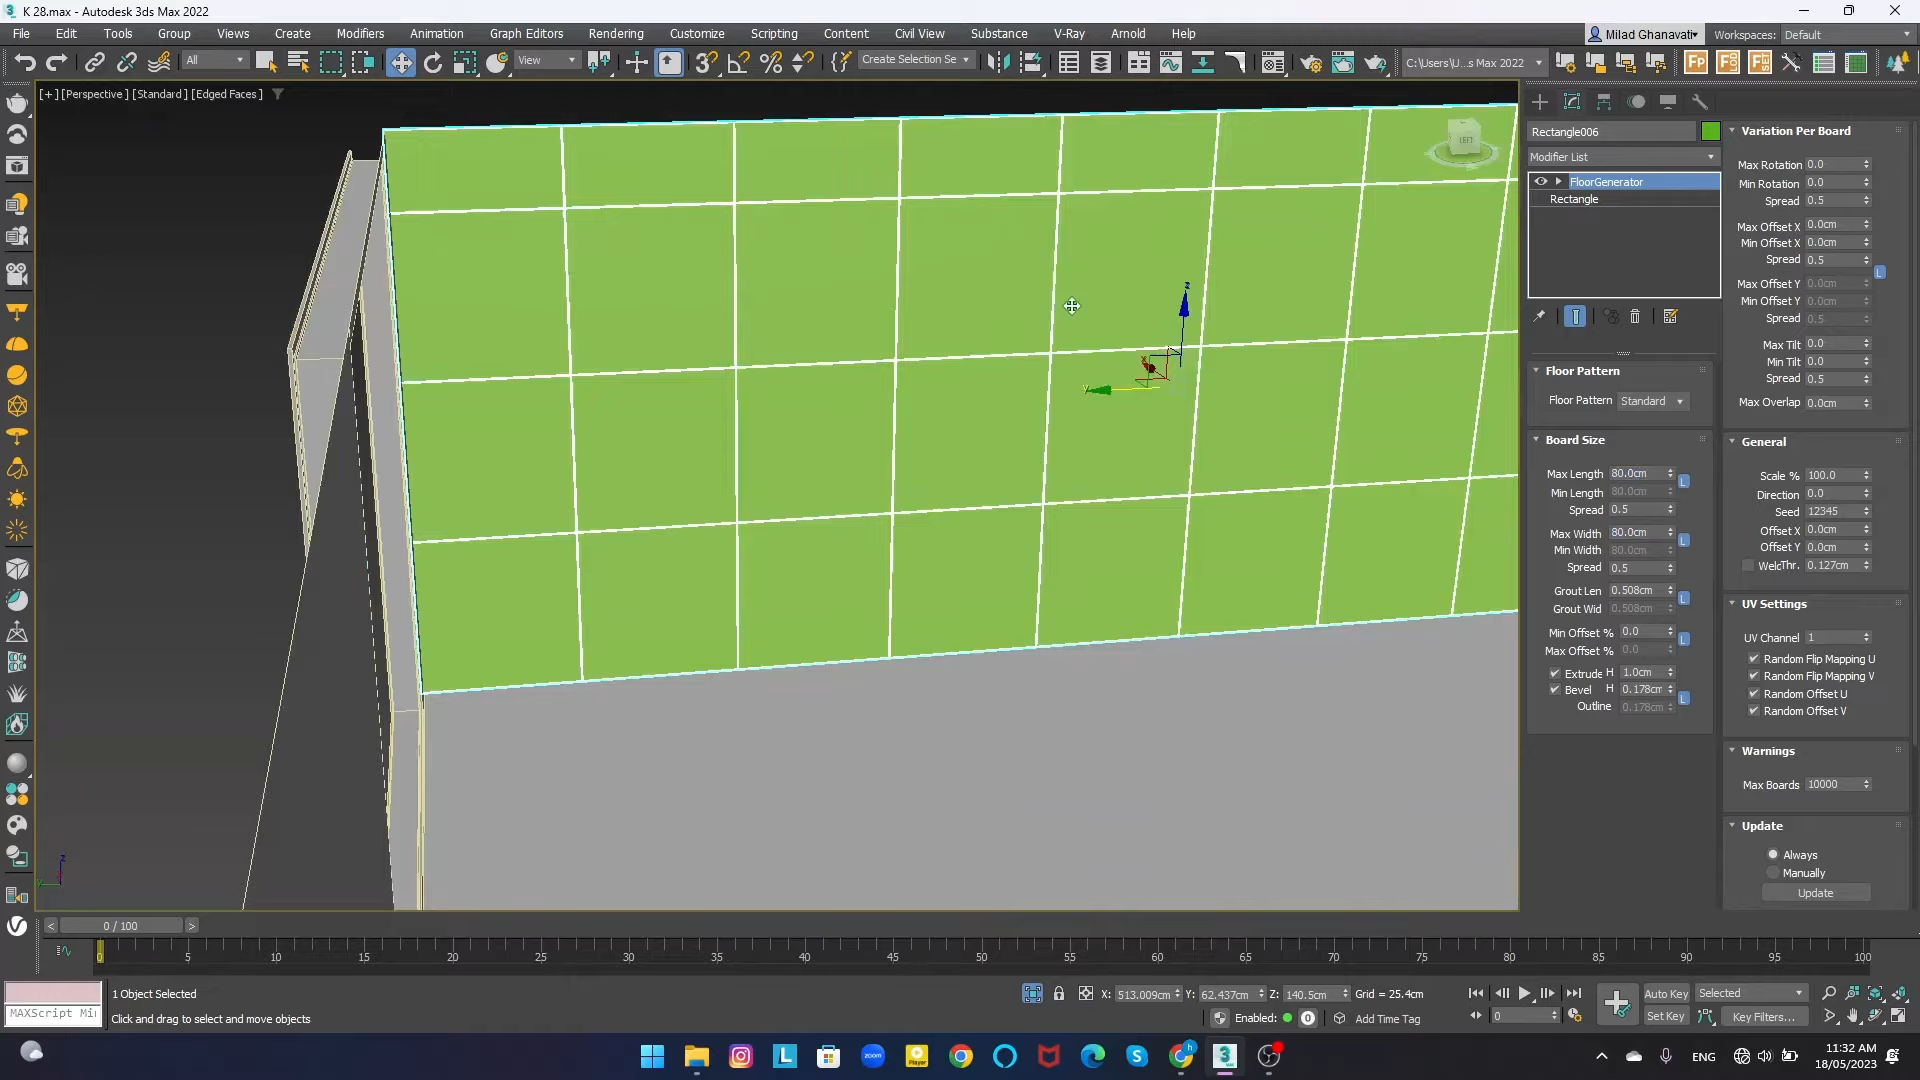 K 28.max - Autodesk 3ds Max 2022
File Edit Tools Group Views Create Modifiers Animation Graph Editors Rendering Customize Scripting Content Civil View Substance V-Ray Arnold Help
Milad Ghanavati
Workspaces: Default
All
View
Create Selection Se
C:\Users\U...s Max 2022
[+] [Perspective] [Standard] [Edged Faces]
LEFT
z
x
y
Rectangle006
Modifier List
FloorGenerator
Rectangle
Floor Pattern
Floor Pattern Standard
Board Size
Max Length 80.0cm
Min Length 80.0cm
Spread 0.5
Max Width 80.0cm
Min Width 80.0cm
Spread 0.5
Grout Len 0.508cm
Grout Wid 0.508cm
Min Offset % 0.0
Max Offset % 0.0
Extrude H 1.0cm
Bevel H 0.178cm
Outline 0.178cm
Variation Per Board
Max Rotation 0.0
Min Rotation 0.0
Spread 0.5
Max Offset X 0.0cm
Min Offset X 0.0cm
Spread 0.5
Max Offset Y 0.0cm
Min Offset Y 0.0cm
Spread 0.5
Max Tilt 0.0
Min Tilt 0.0
Spread 0.5
Max Overlap 0.0cm
General
Scale % 100.0
Direction 0.0
Seed 12345
Offset X 0.0cm
Offset Y 0.0cm
Weld Thr. 0.127cm
UV Settings
UV Channel 1
Random Flip Mapping U
Random Flip Mapping V
Random Offset U
Random Offset V
Warnings
Max Boards 10000
Update
Always
Manually
Update
0 / 100
0 5 10 15 20 25 30 35 40 45 50 55 60 65 70 75 80 85 90 95 100
1 Object Selected
X: 513.009cm Y: 62.437cm Z: 140.5cm Grid = 25.4cm
Auto Key Selected
MAXScript Mi
Click and drag to select and move objects
Enabled: 0 Add Time Tag
0
Set Key Key Filters...
ENG
11:32 AM
18/05/2023